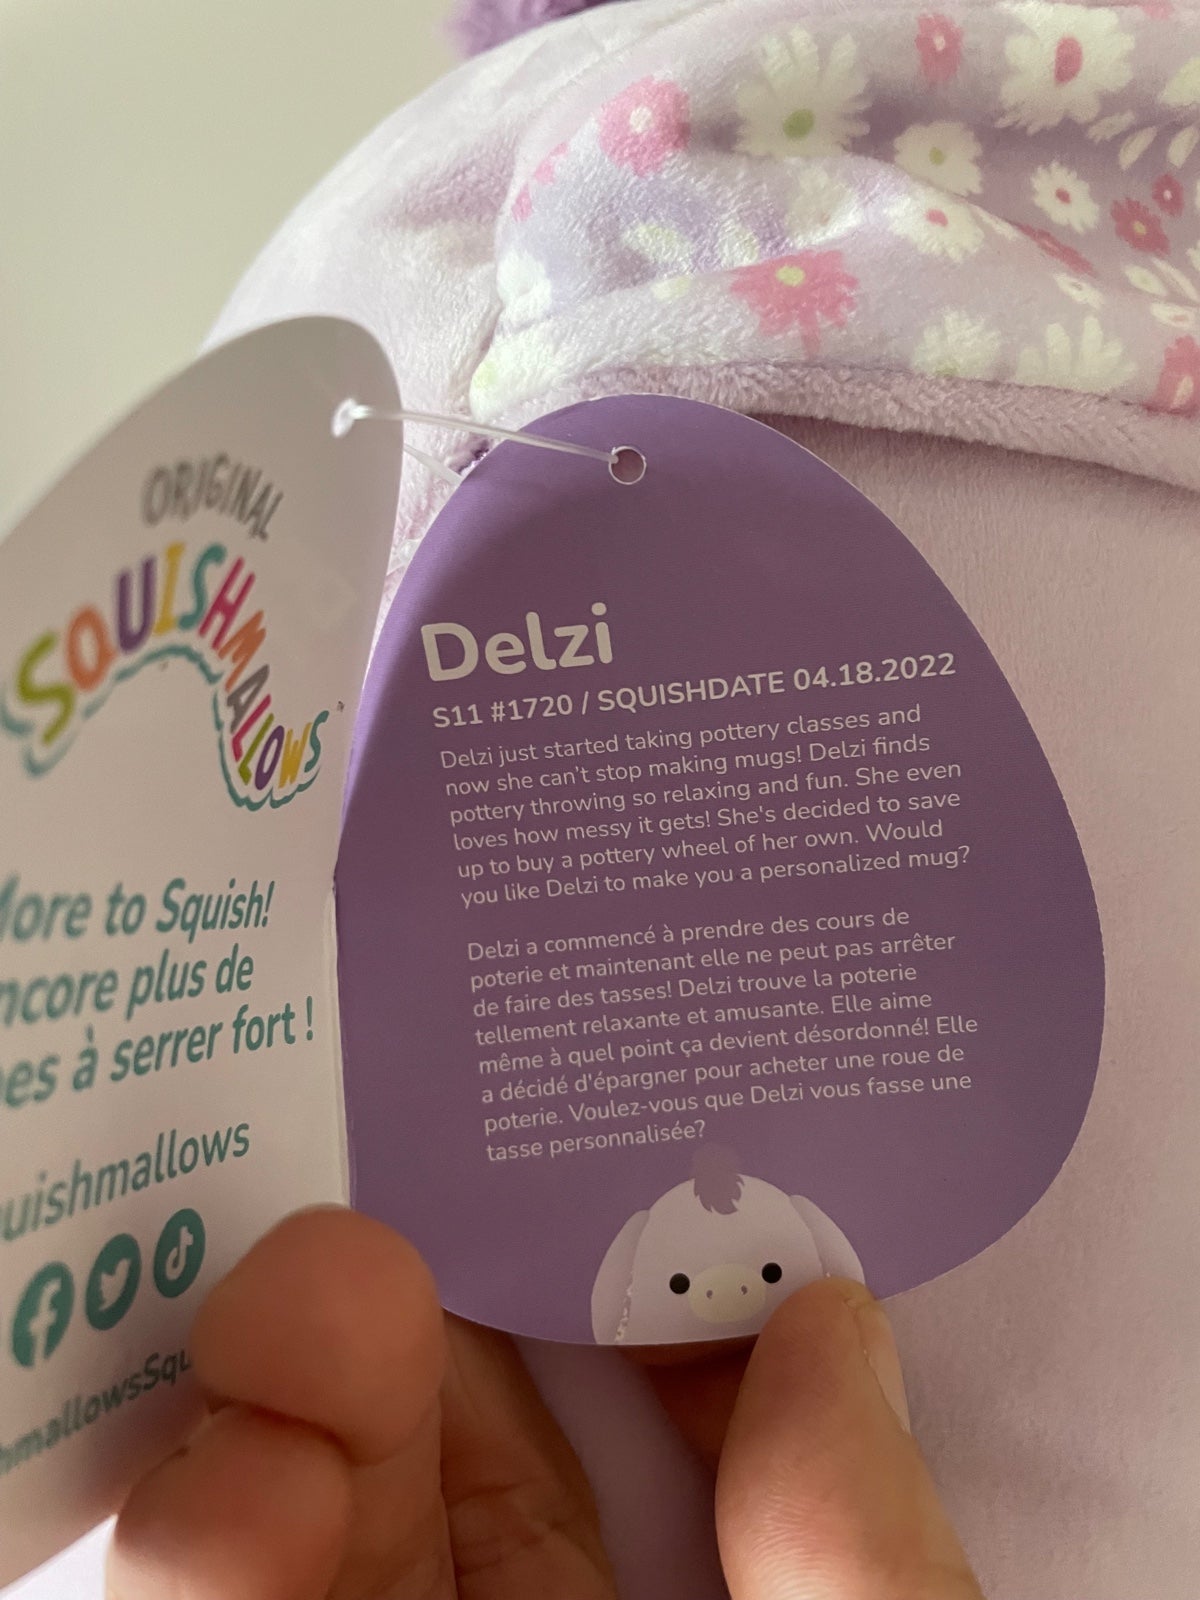 ORIGINAL
SQUISHMALLOWS
More to Squish!
plus de
à serrer fort !
Delzi
S11 #1720 / SQUISHDATE 04.18.2022
Delzi just started taking pottery classes and
now she can't stop making mugs! Delzi finds
pottery throwing so relaxing and fun. She even
loves how messy it gets! She's decided to save
up to buy a pottery wheel of her own. Would
you like Delzi to make you a personalized mug?
Delzi a commencé à prendre des cours de
poterie et maintenant elle ne peut pas arrêter
de faire des tasses! Delzi trouve la poterie
tellement relaxante et amusante. Elle aime
même à quel point ça devient désordonné! Elle
a décidé d'épargner pour acheter une roue de
poterie. Voulez-vous que Delzi vous fasse une
tasse personnalisée?